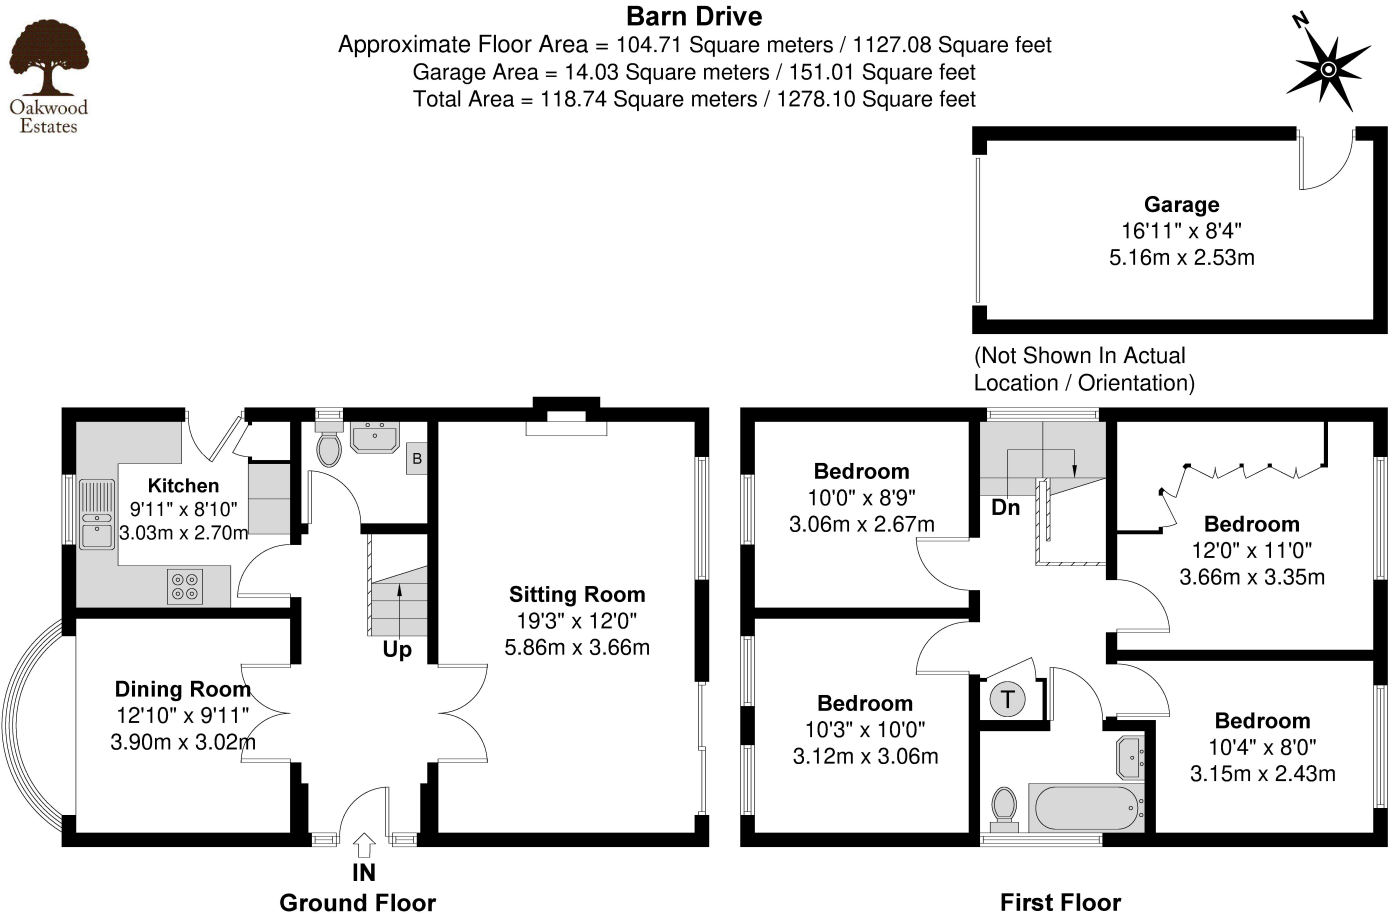 Barn Drive
Approximate Floor Area = 104.71 Square meters / 1127.08 Square feet
Garage Area = 14.03 Square meters / 151.01 Square feet
Total Area = 118.74 Square meters / 1278.10 Square feet
Oakwood
Estates
N
Garage
16'11" x 8'4"
5.16m x 2.53m
(Not Shown In Actual
Location / Orientation)
Kitchen
9'11" x 8'10"
3.03m x 2.70m
B
Sitting Room
19'3" x 12'0"
5.86m x 3.66m
Up
Dining Room
12'10" x 9'11"
3.90m x 3.02m
IN
Ground Floor
Bedroom
10'0" x 8'9"
3.06m x 2.67m
Dn
Bedroom
12'0" x 11'0"
3.66m x 3.35m
Bedroom
10'3" x 10'0"
3.12m x 3.06m
T
Bedroom
10'4" x 8'0"
3.15m x 2.43m
First Floor